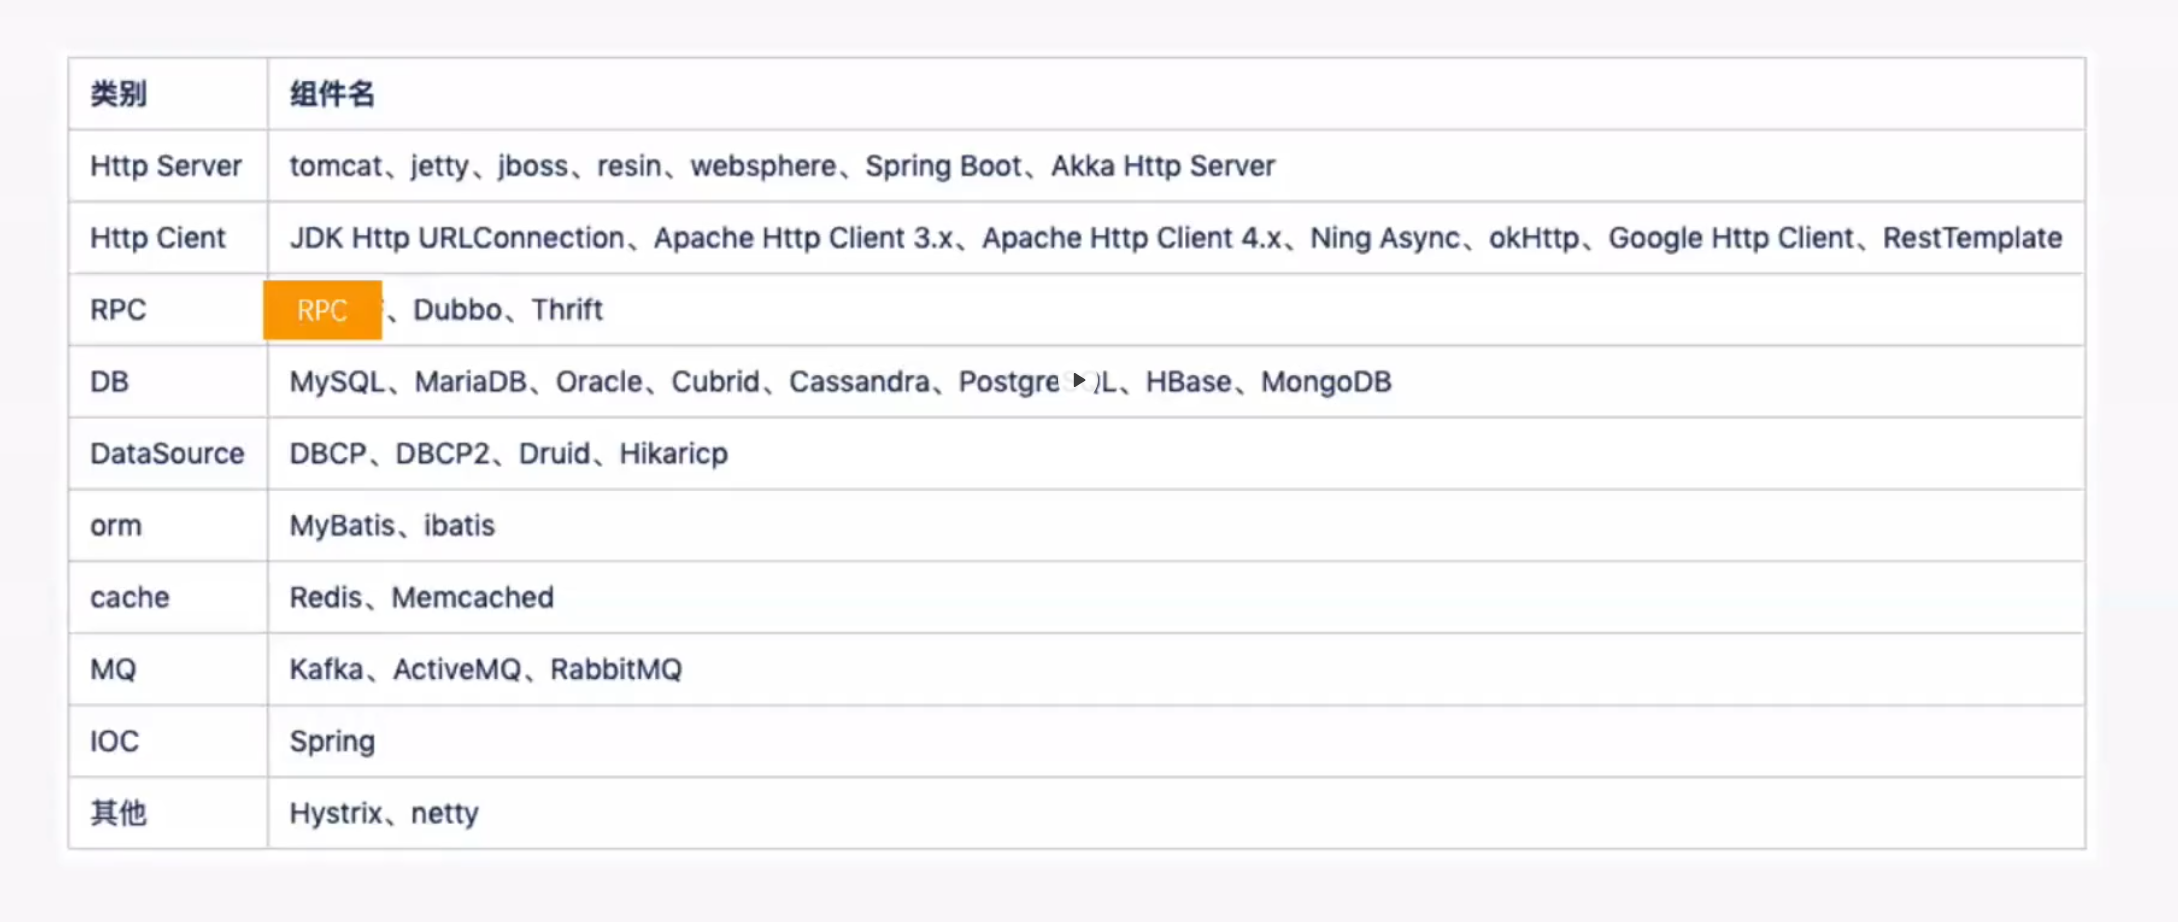 类别 组件名
Http Server tomcat、jetty、jboss、resin、websphere、Spring Boot、Akka Http Server
Http Cient JDK Http URLConnection、Apache Http Client 3.x、Apache Http Client 4.x、Ning Async、okHttp、Google Http Client、RestTemplate
RPC RPC、Dubbo、Thrift
DB MySQL、MariaDB、Oracle、Cubrid、Cassandra、PostgreSQL、HBase、MongoDB
DataSource DBCP、DBCP2、Druid、Hikaricp
orm MyBatis、ibatis
cache Redis、Memcached
MQ Kafka、ActiveMQ、RabbitMQ
IOC Spring
其他 Hystrix、netty